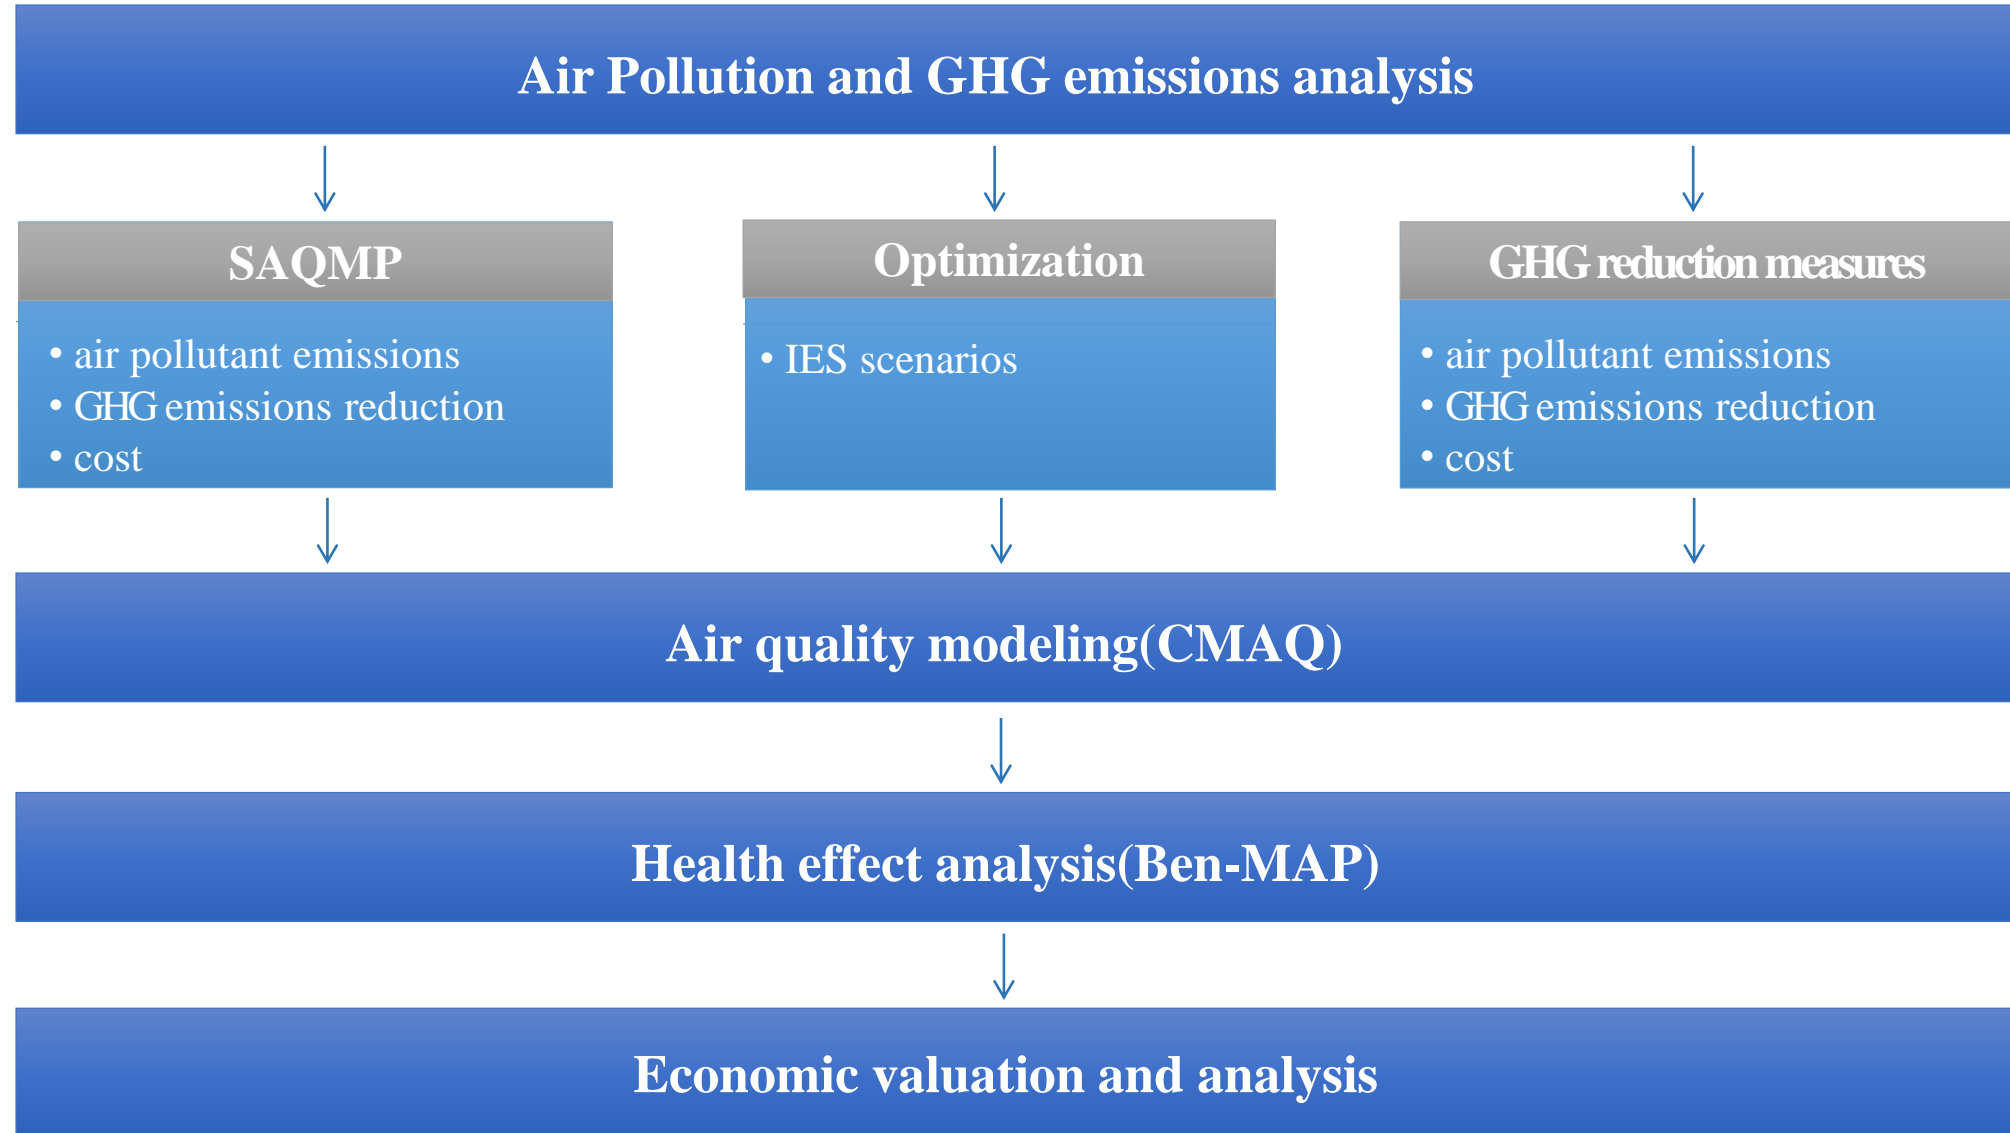 Air Pollution and GHG emissions analysis
SAQMP
• air pollutant emissions
• GHG emissions reduction
• cost
Optimization
• IES scenarios
GHG reduction measures
• air pollutant emissions
• GHG emissions reduction
• cost
Air quality modeling(CMAQ)
Health effect analysis(Ben-MAP)
Economic valuation and analysis